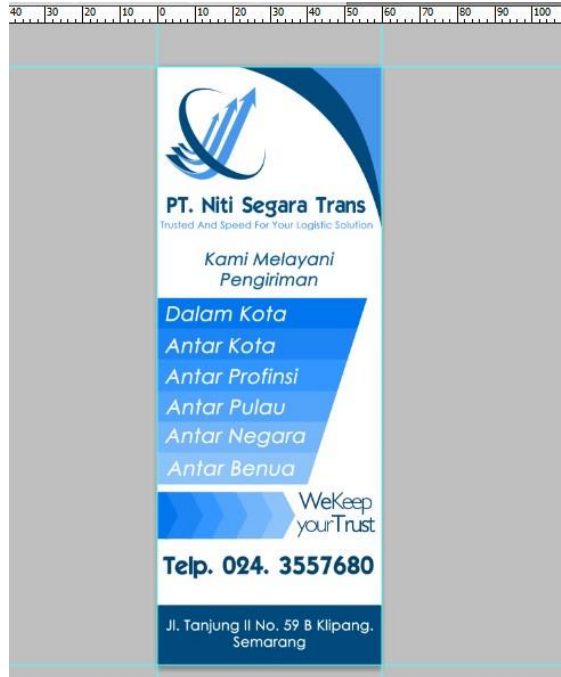 40 30 20 10 0 10 20 30 40 50 60 70 80 90 100
PT. Niti Segara Trans
Trusted And Speed For Your Logistic Solution
Kami Melayani
Pengiriman
Dalam Kota
Antar Kota
Antar Profinsi
Antar Pulau
Antar Negara
Antar Benua
WeKeep
yourTrust
Telp. 024. 3557680
Jl. Tanjung II No. 59 B Klipang.
Semarang